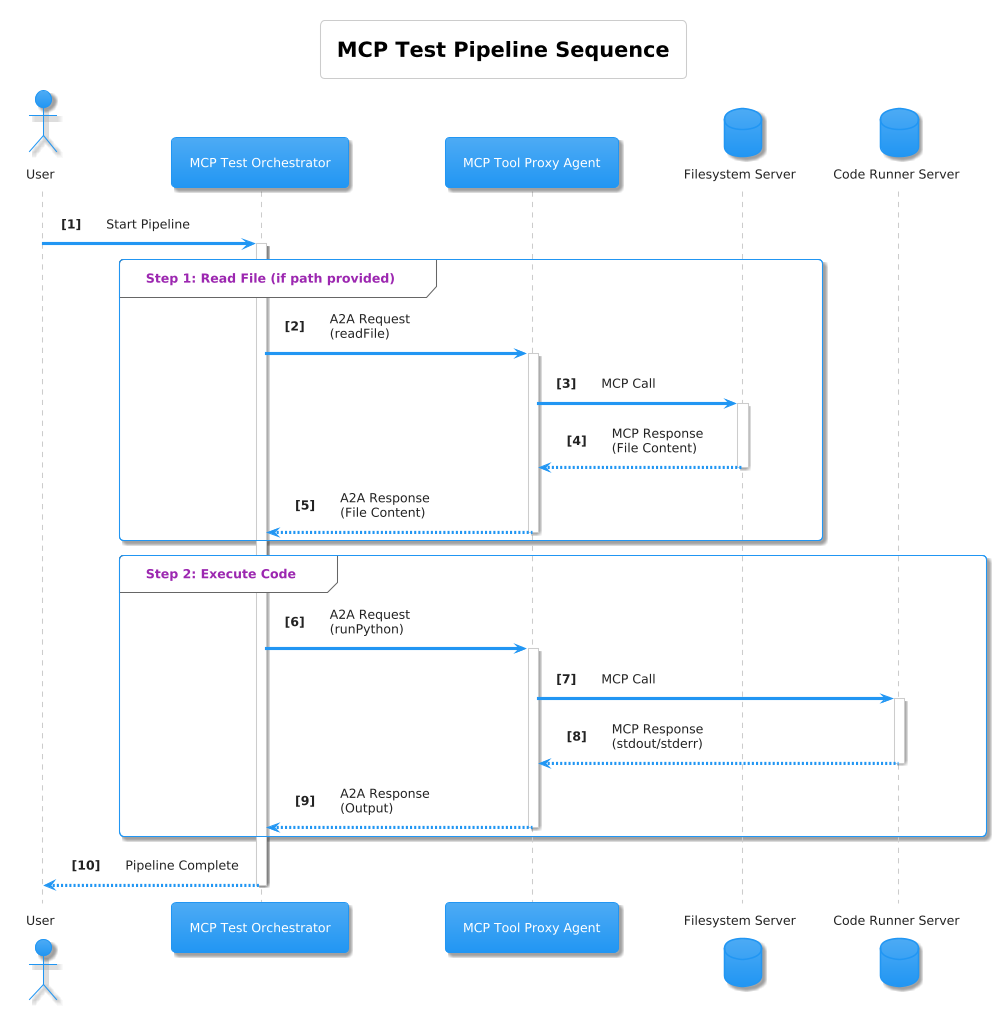 MCP Test Pipeline Sequence
User
MCP Test Orchestrator
MCP Tool Proxy Agent
Filesystem Server
Code Runner Server
[1] Start Pipeline
Step 1: Read File (if path provided)
[2] A2A Request
(readFile)
[3] MCP Call
[4] MCP Response
(File Content)
[5] A2A Response
(File Content)
Step 2: Execute Code
[6] A2A Request
(runPython)
[7] MCP Call
[8] MCP Response
(stdout/stderr)
[9] A2A Response
(Output)
[10] Pipeline Complete
User
MCP Test Orchestrator
MCP Tool Proxy Agent
Filesystem Server
Code Runner Server